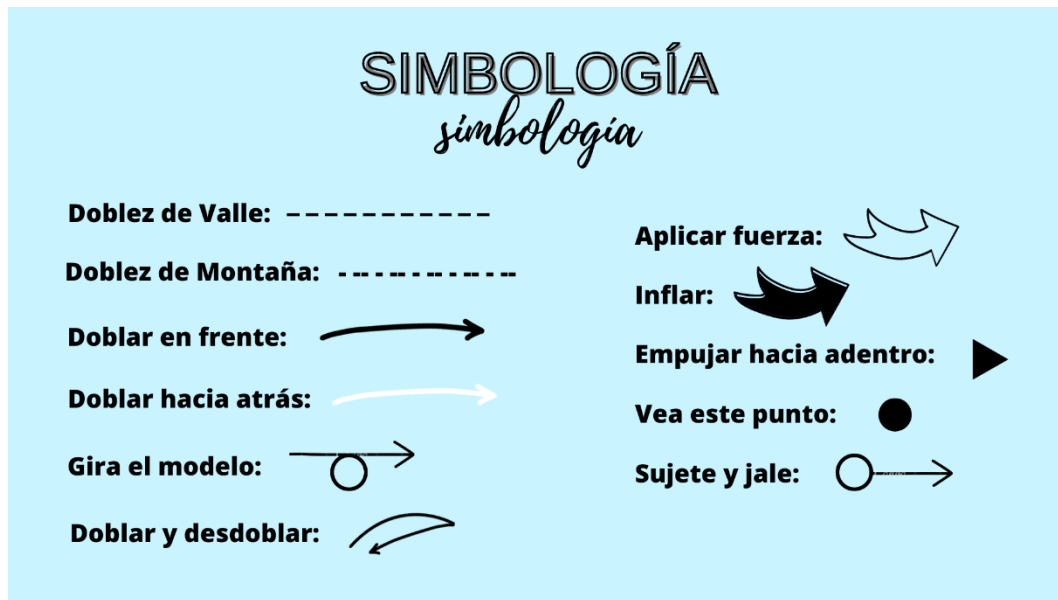 SIMBOLOGÍA
simbología
Doblez de Valle:
Doblez de Montaña:
Doblar en frente:
Doblar hacia atrás:
Gira el modelo:
Doblar y desdoblar:
Aplicar fuerza:
Inflar:
Empujar hacia adentro:
Vea este punto:
Sujete y jale: